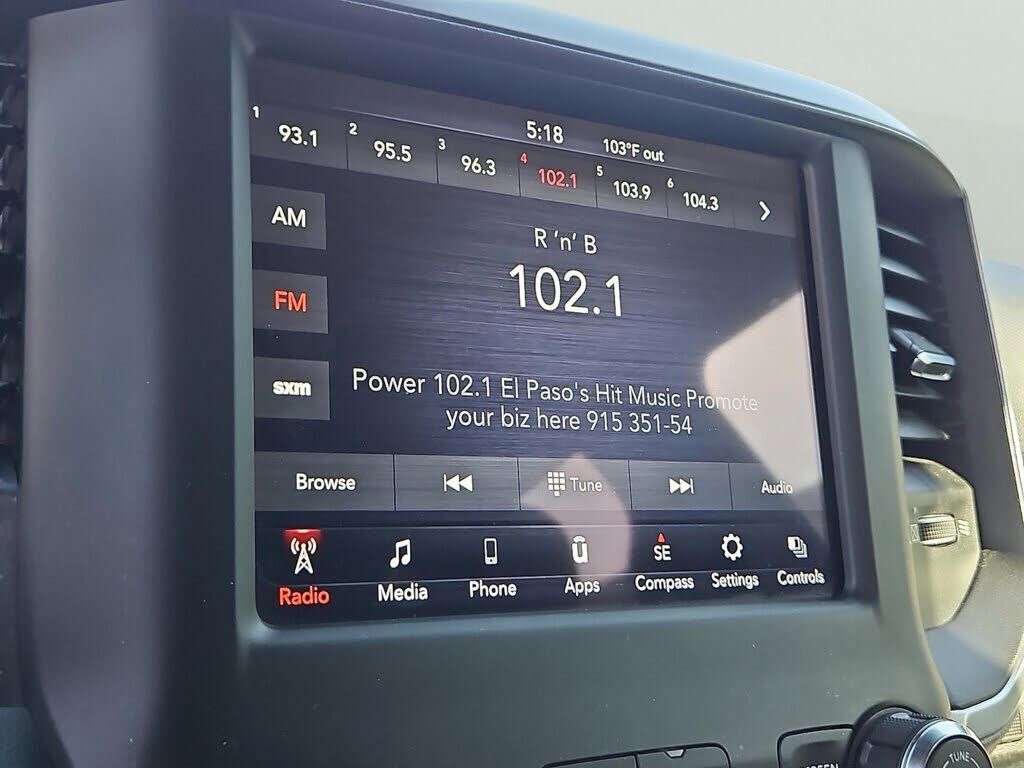 5:18 103°F out
1 93.1 2 95.5 3 96.3 4 102.1 5 103.9 6 104.3
AM
R 'n' B
102.1
FM
sxm
Power 102.1 El Paso's Hit Music Promote
your biz here 915 351-54
Browse Tune Audio
SE
Radio Media Phone Apps Compass Settings Controls
TUNE